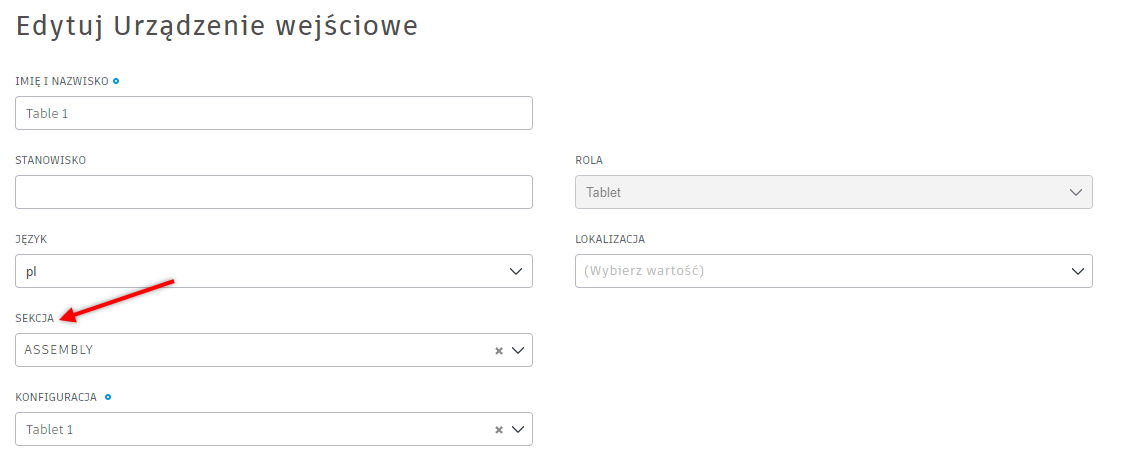 Edytuj Urządzenie wejściowe
IMIĘ I NAZWISKO
Table 1
STANOWISKO
ROLA
Tablet
JĘZYK
pl
LOKALIZACJA
(Wybierz wartość)
SEKCJA
ASSEMBLY
KONFIGURACJA
Tablet 1